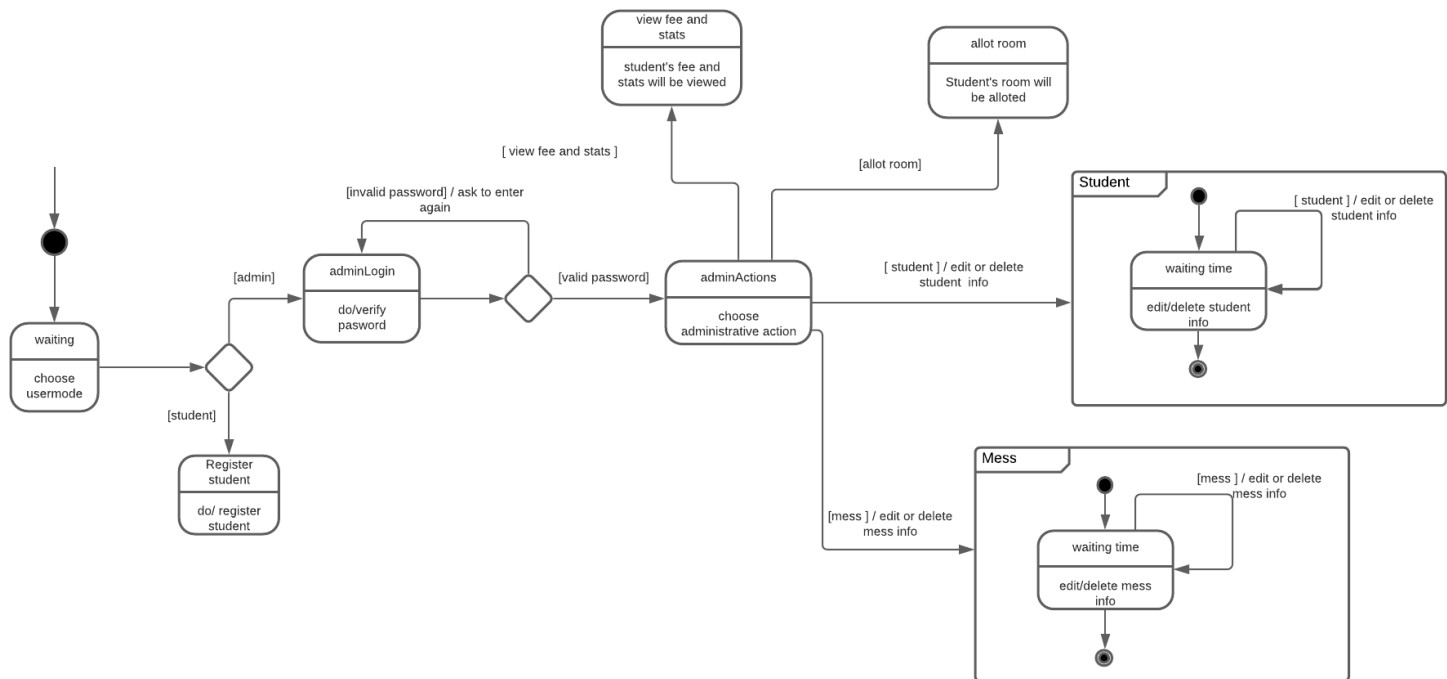 view fee and
stats
student's fee and
stats will be viewed
allot room
Student's room will
be alloted
[ view fee and stats ]
[allot room]
[invalid password] / ask to enter
again
[admin]
adminLogin
do/verify
pasword
[valid password]
adminActions
choose
administrative action
[ student ] / edit or delete
student info
Student
[ student ] / edit or delete
student info
waiting time
edit/delete student
info
waiting
choose
usermode
[student]
Register
student
do/ register
student
[mess ] / edit or delete
mess info
Mess
[mess ] / edit or delete
mess info
waiting time
edit/delete mess
info